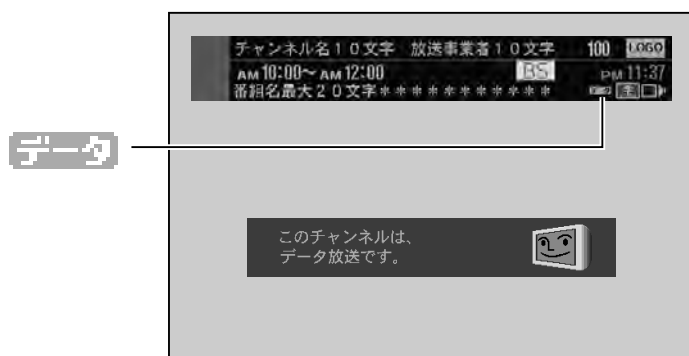 チャンネル名10文字 放送事業者10文字 100 LOGO
AM 10:00～AM 12:00 BS PM 11:37
番組名最大20文字＊＊＊＊＊＊＊＊＊＊
データ
このチャンネルは、
データ放送です。